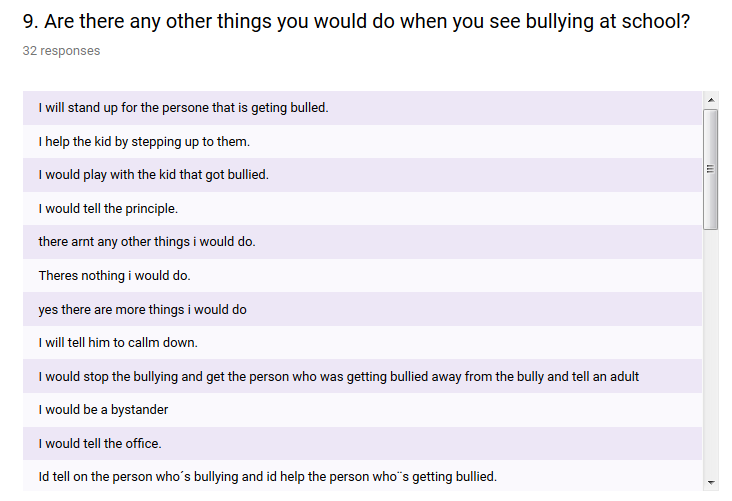 9. Are there any other things you would do when you see bullying at school?
32 responses
I will stand up for the persone that is geting bulled.
I help the kid by stepping up to them.
I would play with the kid that got bullied.
I would tell the principle.
there arnt any other things i would do.
Theres nothing i would do.
yes there are more things i would do
I will tell him to callm down.
I would stop the bullying and get the person who was getting bullied away from the bully and tell an adult
I would be a bystander
I would tell the office.
Id tell on the person who´s bullying and id help the person who¨s getting bullied.